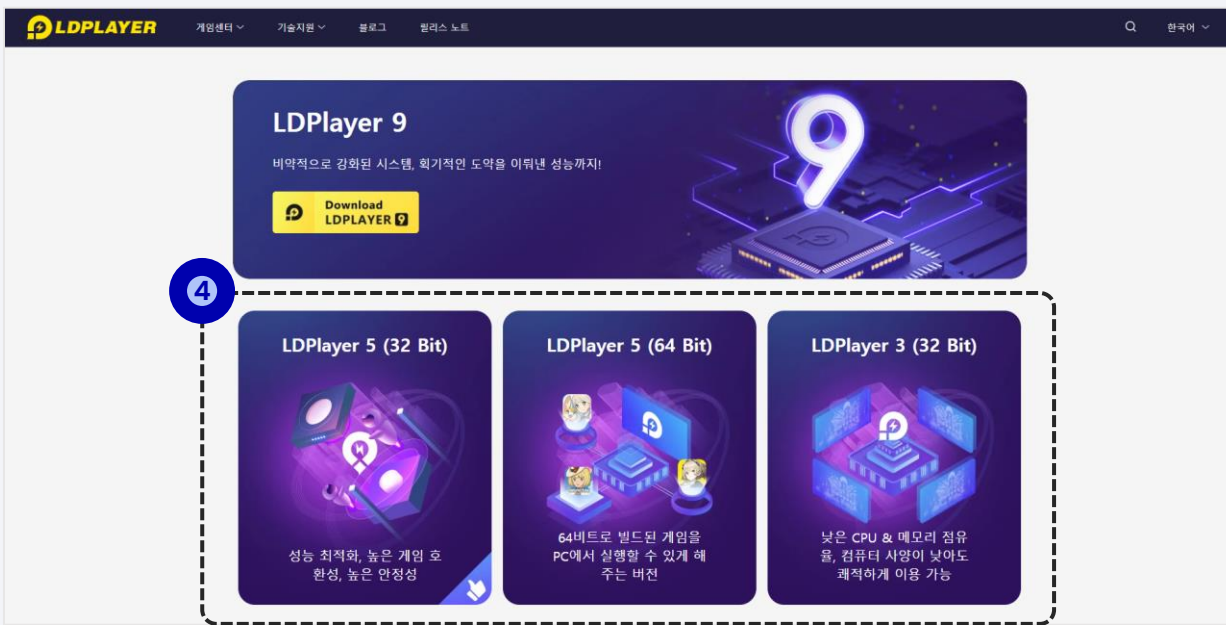 LDPLAYER 게임센터 기술지원 블로그 릴리스 노트 한국어
LDPlayer 9
비약적으로 강화된 시스템, 획기적인 도약을 이뤄낸 성능까지!
Download
LDPLAYER 9
9
4
LDPlayer 5 (32 Bit)
성능 최적화, 높은 게임 호
환성, 높은 안정성
LDPlayer 5 (64 Bit)
64비트로 빌드된 게임을
PC에서 실행할 수 있게 해
주는 버전
LDPlayer 3 (32 Bit)
낮은 CPU & 메모리 점유
율, 컴퓨터 사양이 낮아도
쾌적하게 이용 가능